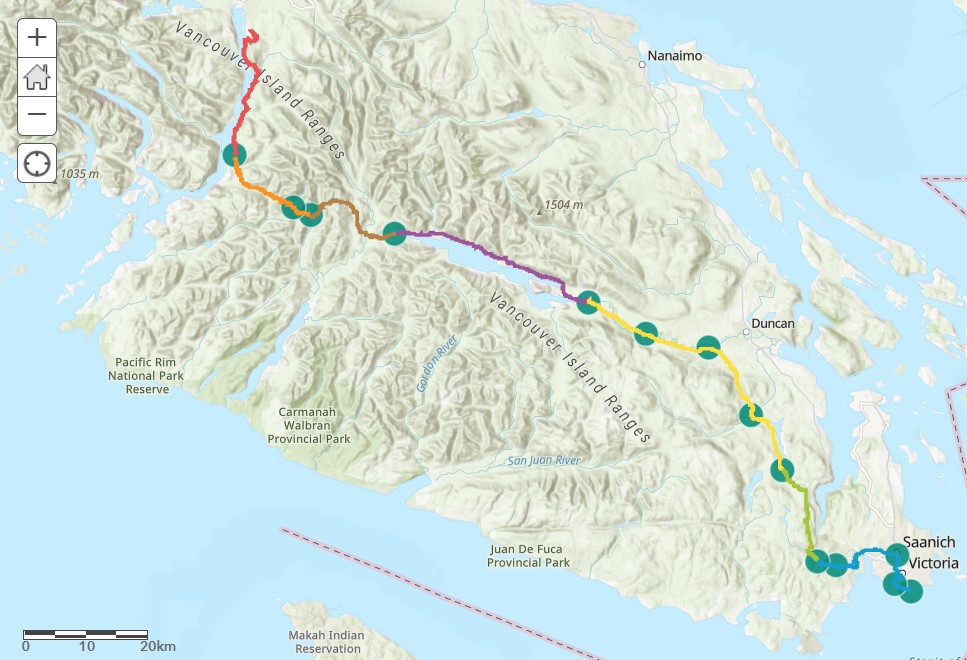 +
Vancouver Island Ranges
Nanaimo
−
1035 m
1504 m
Vancouver Island Ranges
Duncan
Pacific Rim
National Park
Reserve
Gordon River
Carmanah
Walbran
Provincial Park
San Juan River
Saanich
Juan De Fuca
Provincial Park
Victoria
Makah Indian
Reservation
0 10 20km